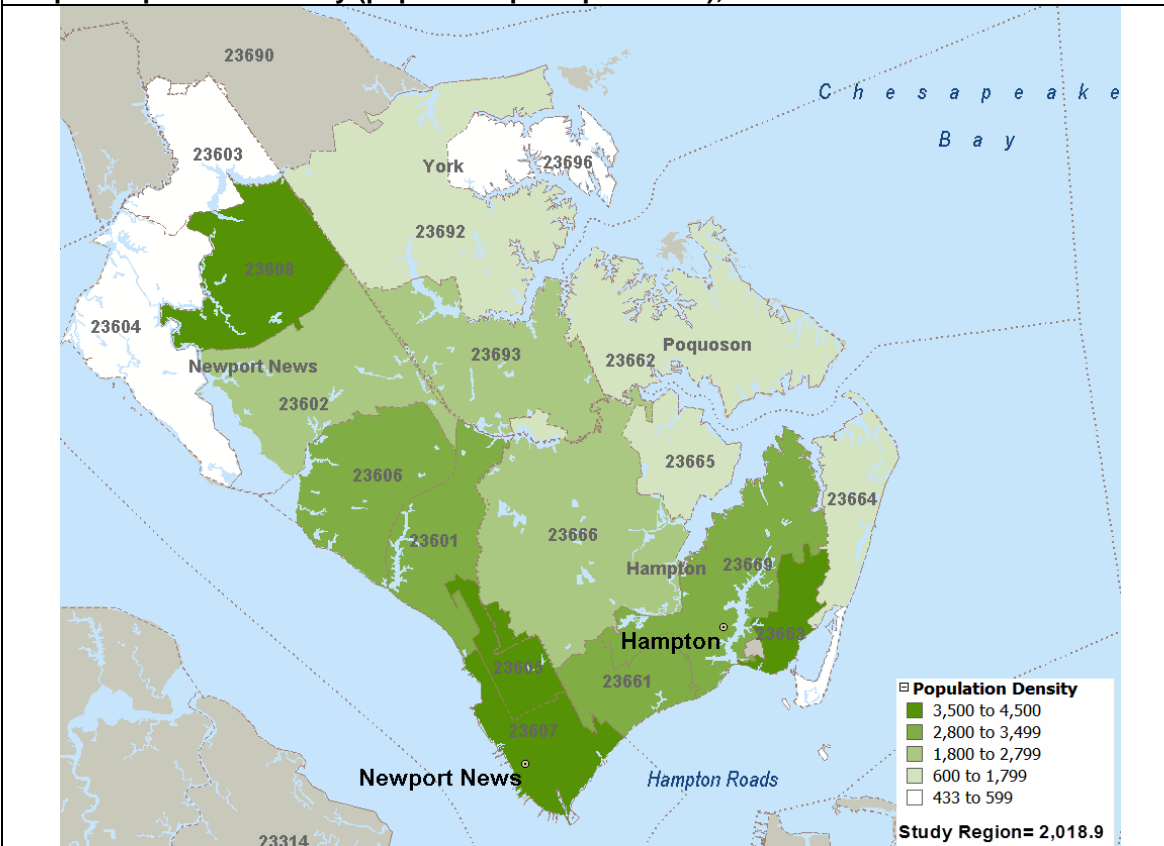 23690
Chesapeake
Bay
23603
York
23696
23692
23608
23604
Newport News
23693
23662
Poquoson
23602
23606
23665
23664
23601
23666
Hampton
23669
Hampton
23663
23605
23661
23607
Newport News
Hampton Roads
23314
Population Density
3,500 to 4,500
2,800 to 3,499
1,800 to 2,799
600 to 1,799
433 to 599
Study Region= 2,018.9